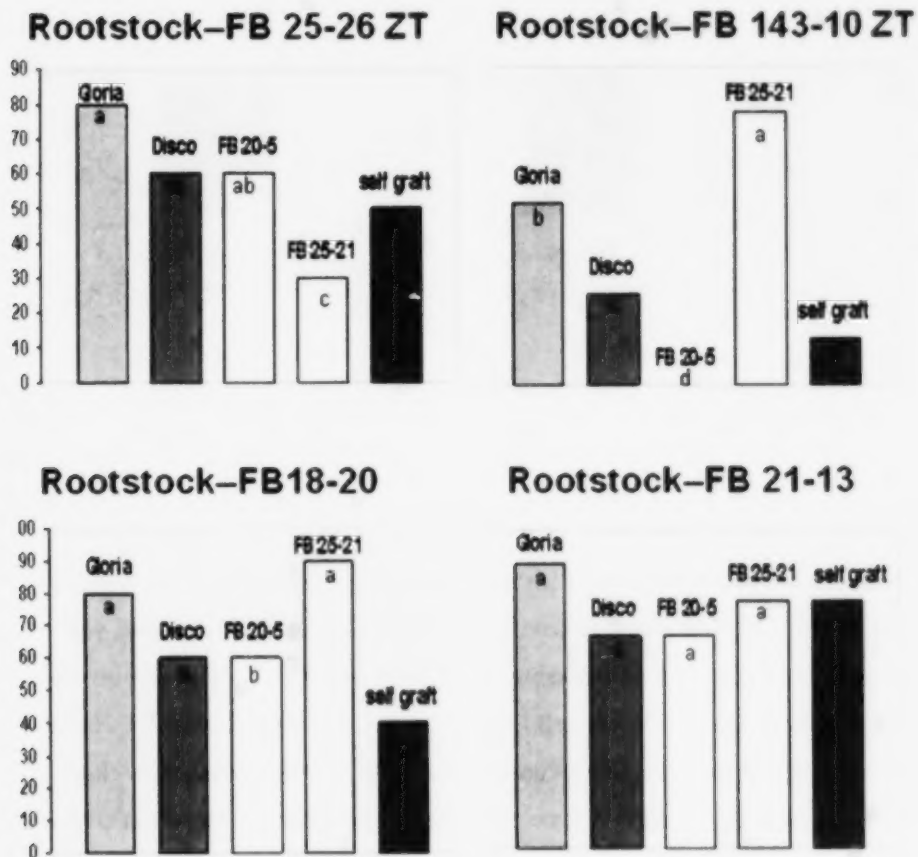 Rootstock–FB 25-26 ZT
90
80
70
60
50
40
30
20
10
0
Gloria
a
Disco
FB 20-5
ab
FB 25-21
c
self graft
Rootstock–FB 143-10 ZT
Gloria
b
Disco
FB 20-5
d
FB 25-21
a
self graft
Rootstock–FB18-20
00
90
80
70
60
50
40
30
20
10
0
Gloria
a
Disco
FB 20-5
b
FB 25-21
a
self graft
Rootstock–FB 21-13
Gloria
a
Disco
FB 20-5
a
FB 25-21
a
self graft